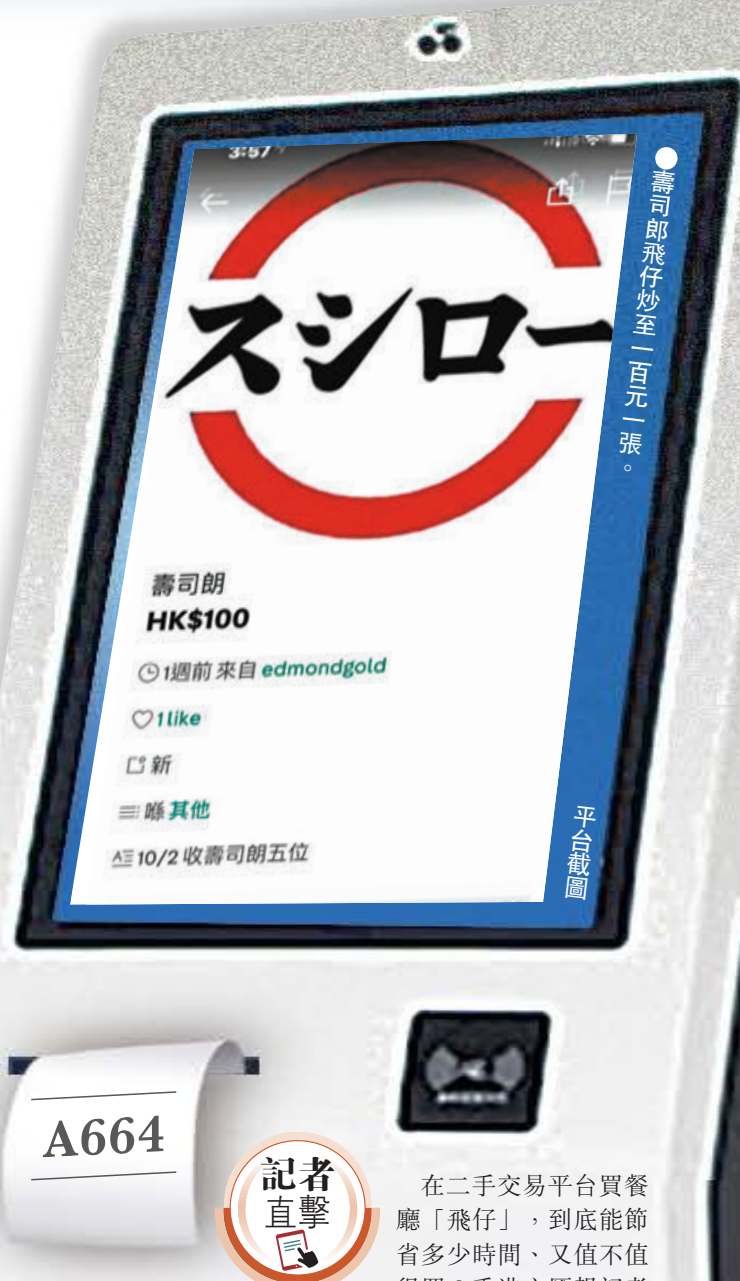 3:57
スシロー
壽司朗
HK$100
1週前 來自 edmondgold
1 like
新
喺 其他
10/2 收壽司朗五位
●壽司郎飛仔炒至一百元一張。
平台截圖
A664
記者
直擊
在二手交易平台買餐
廳「飛仔」，到底能節
省多少時間、又值不值